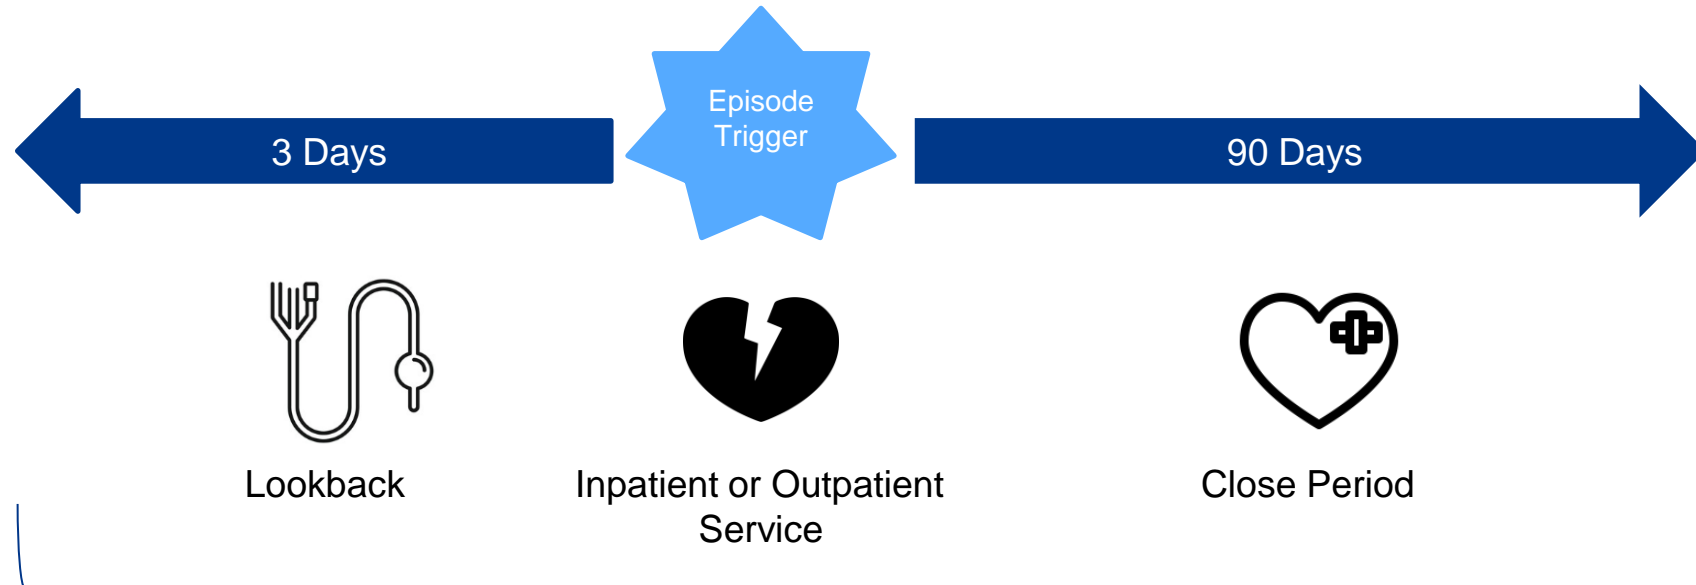 Episode
Trigger
3 Days
90 Days
Lookback
Inpatient or Outpatient
Service
Close Period